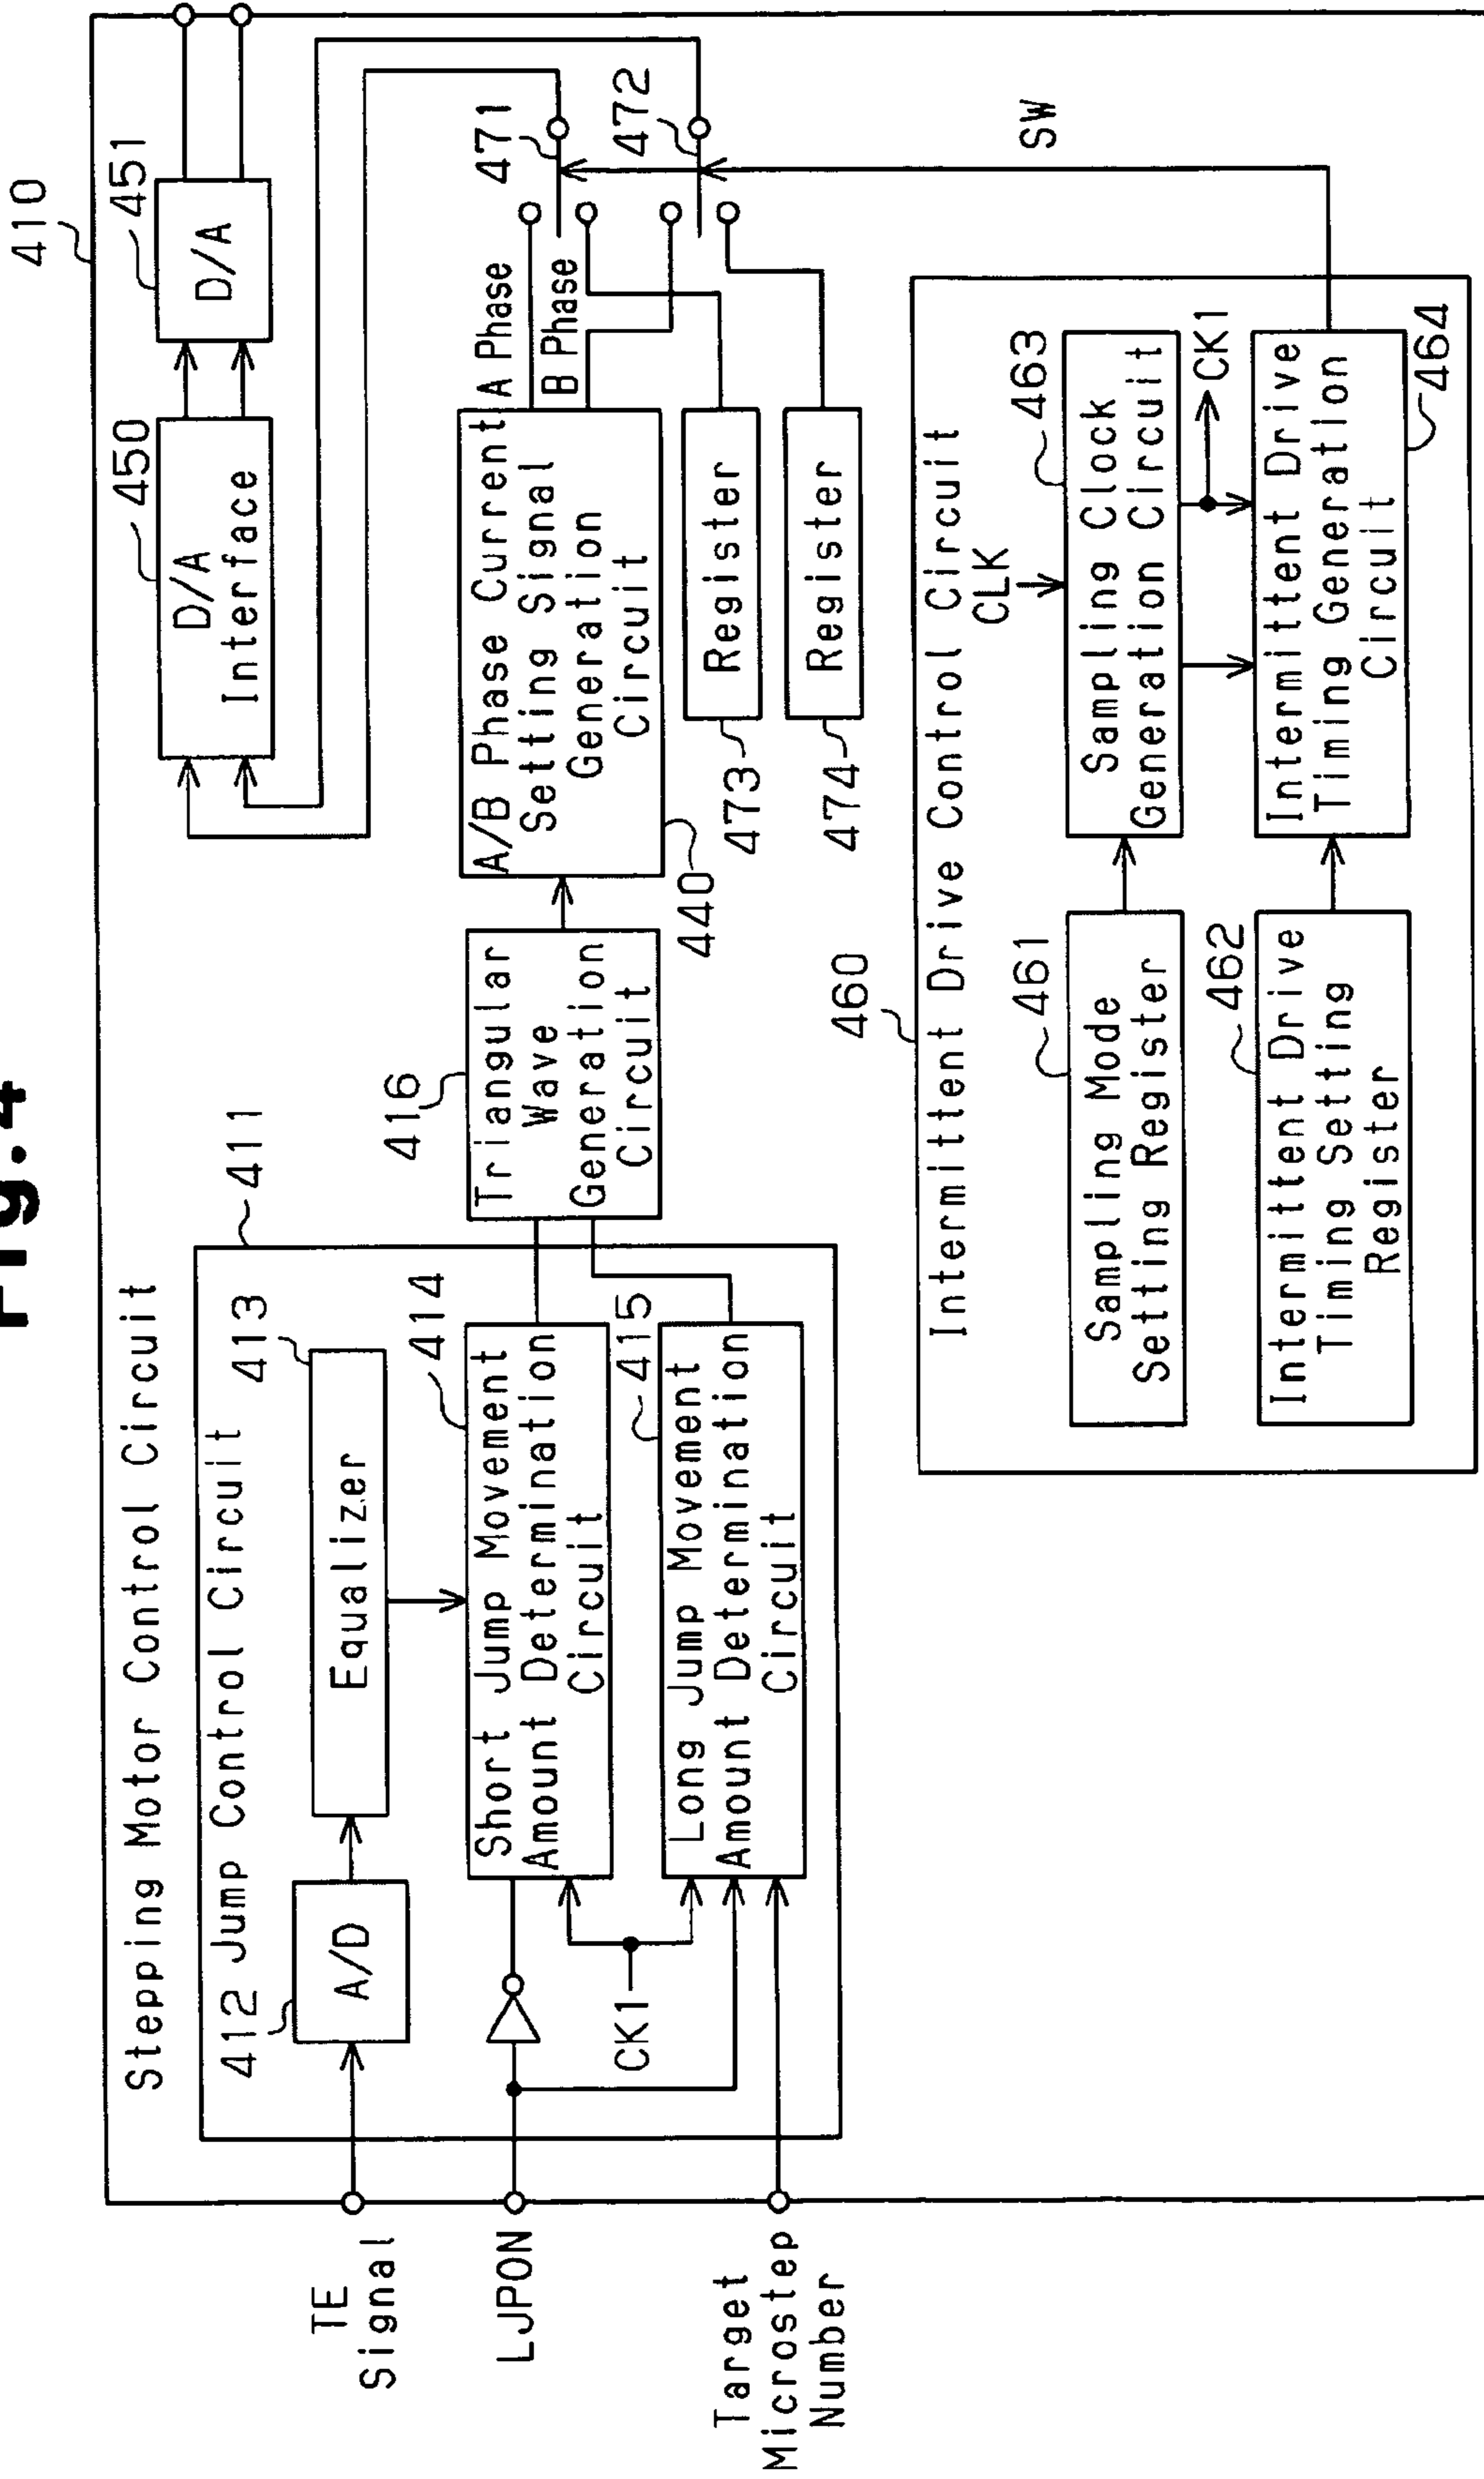 Fig.4
410
Stepping Motor Control Circuit
411
412 Jump Control Circuit
413
TE
Signal
A/D
Equalizer
LJPON
CK1
414
Short Jump Movement
Amount Determination
Circuit
415
Long Jump Movement
Amount Determination
Circuit
Target
Microstep
Number
416
Triangular
Wave
Generation
Circuit
440
A/B Phase Current
Setting Signal
Generation
Circuit
A Phase
B Phase
450
D/A
Interface
451
D/A
471
472
473
Register
474
Register
SW
460
Intermittent Drive Control Circuit
CLK
461
Sampling Mode
Setting Register
463
Sampling Clock
Generation Circuit
CK1
462
Intermittent Drive
Timing Setting
Register
Intermittent Drive
Timing Generation
Circuit
464